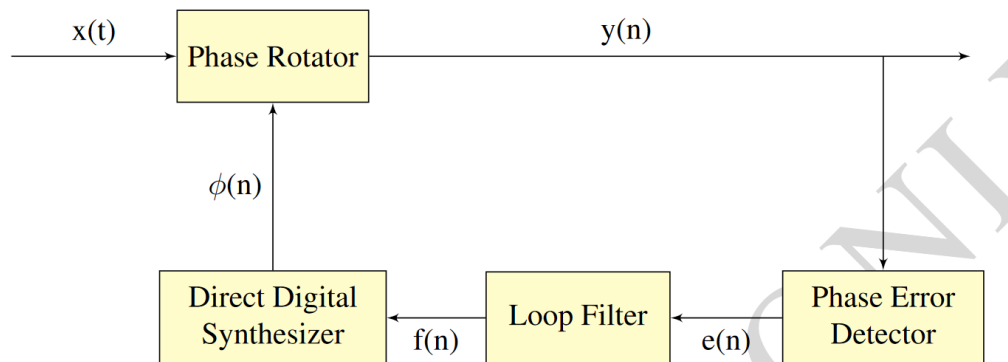 x(t)
Phase Rotator
y(n)
ϕ(n)
Direct Digital
Synthesizer
f(n)
Loop Filter
e(n)
Phase Error
Detector